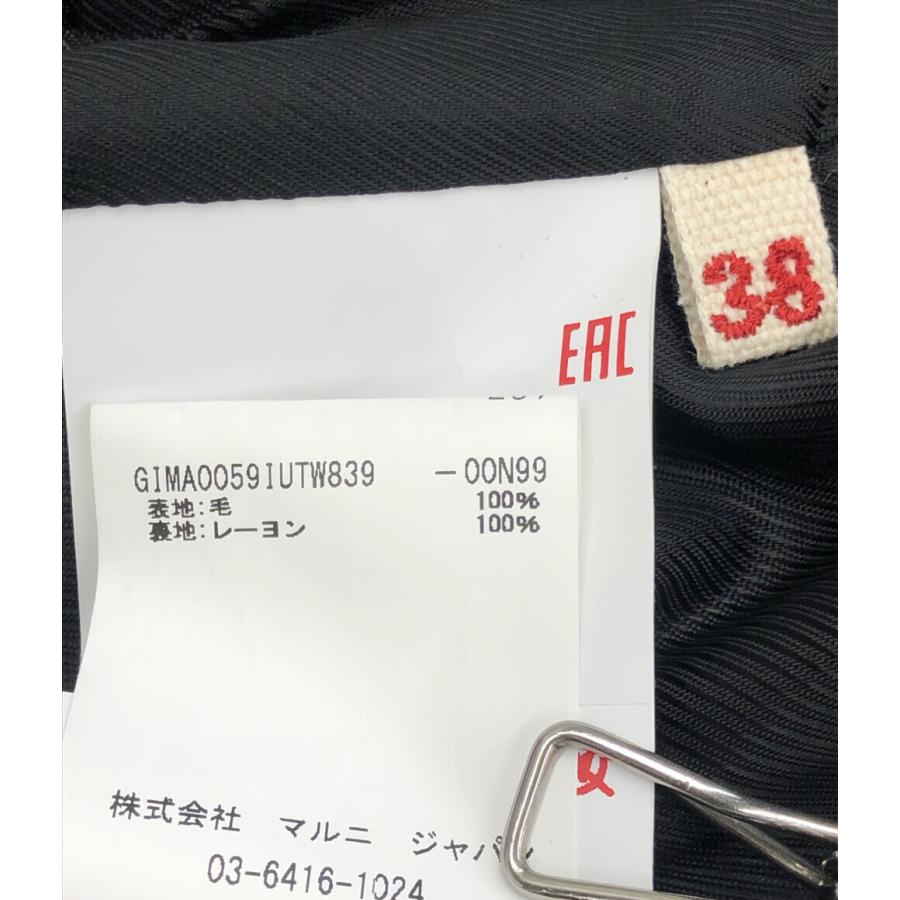 38
EAC
GIMA0059IUTW839 -00N99
表地:毛 100%
裏地:レーヨン 100%
株式会社 マルニ ジャパン
03-6416-1024